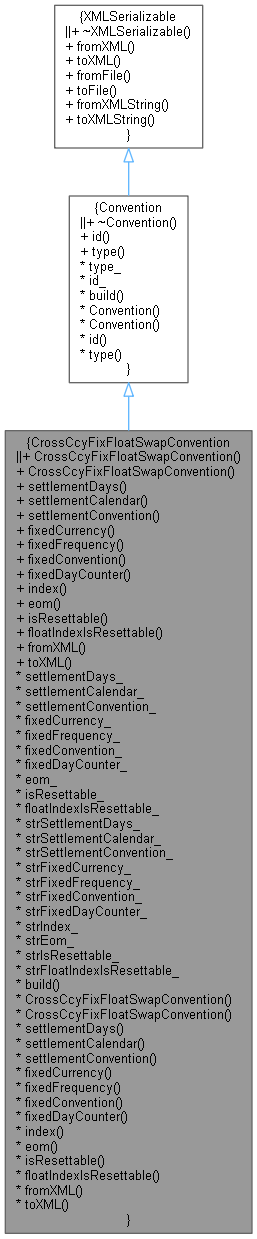 {XMLSerializable
||+ ~XMLSerializable()
+ fromXML()
+ toXML()
+ fromFile()
+ toFile()
+ fromXMLString()
+ toXMLString()
}
{Convention
||+ ~Convention()
+ id()
+ type()
* type_
* id_
* build()
* Convention()
* Convention()
* id()
* type()
}
{CrossCcyFixFloatSwapConvention
||+ CrossCcyFixFloatSwapConvention()
+ CrossCcyFixFloatSwapConvention()
+ settlementDays()
+ settlementCalendar()
+ settlementConvention()
+ fixedCurrency()
+ fixedFrequency()
+ fixedConvention()
+ fixedDayCounter()
+ index()
+ eom()
+ isResettable()
+ floatIndexIsResettable()
+ fromXML()
+ toXML()
* settlementDays_
* settlementCalendar_
* settlementConvention_
* fixedCurrency_
* fixedFrequency_
* fixedConvention_
* fixedDayCounter_
* eom_
* isResettable_
* floatIndexIsResettable_
* strSettlementDays_
* strSettlementCalendar_
* strSettlementConvention_
* strFixedCurrency_
* strFixedFrequency_
* strFixedConvention_
* strFixedDayCounter_
* strIndex_
* strEom_
* strIsResettable_
* strFloatIndexIsResettable_
* build()
* CrossCcyFixFloatSwapConvention()
* CrossCcyFixFloatSwapConvention()
* settlementDays()
* settlementCalendar()
* settlementConvention()
* fixedCurrency()
* fixedFrequency()
* fixedConvention()
* fixedDayCounter()
* index()
* eom()
* isResettable()
* floatIndexIsResettable()
* fromXML()
* toXML()
}